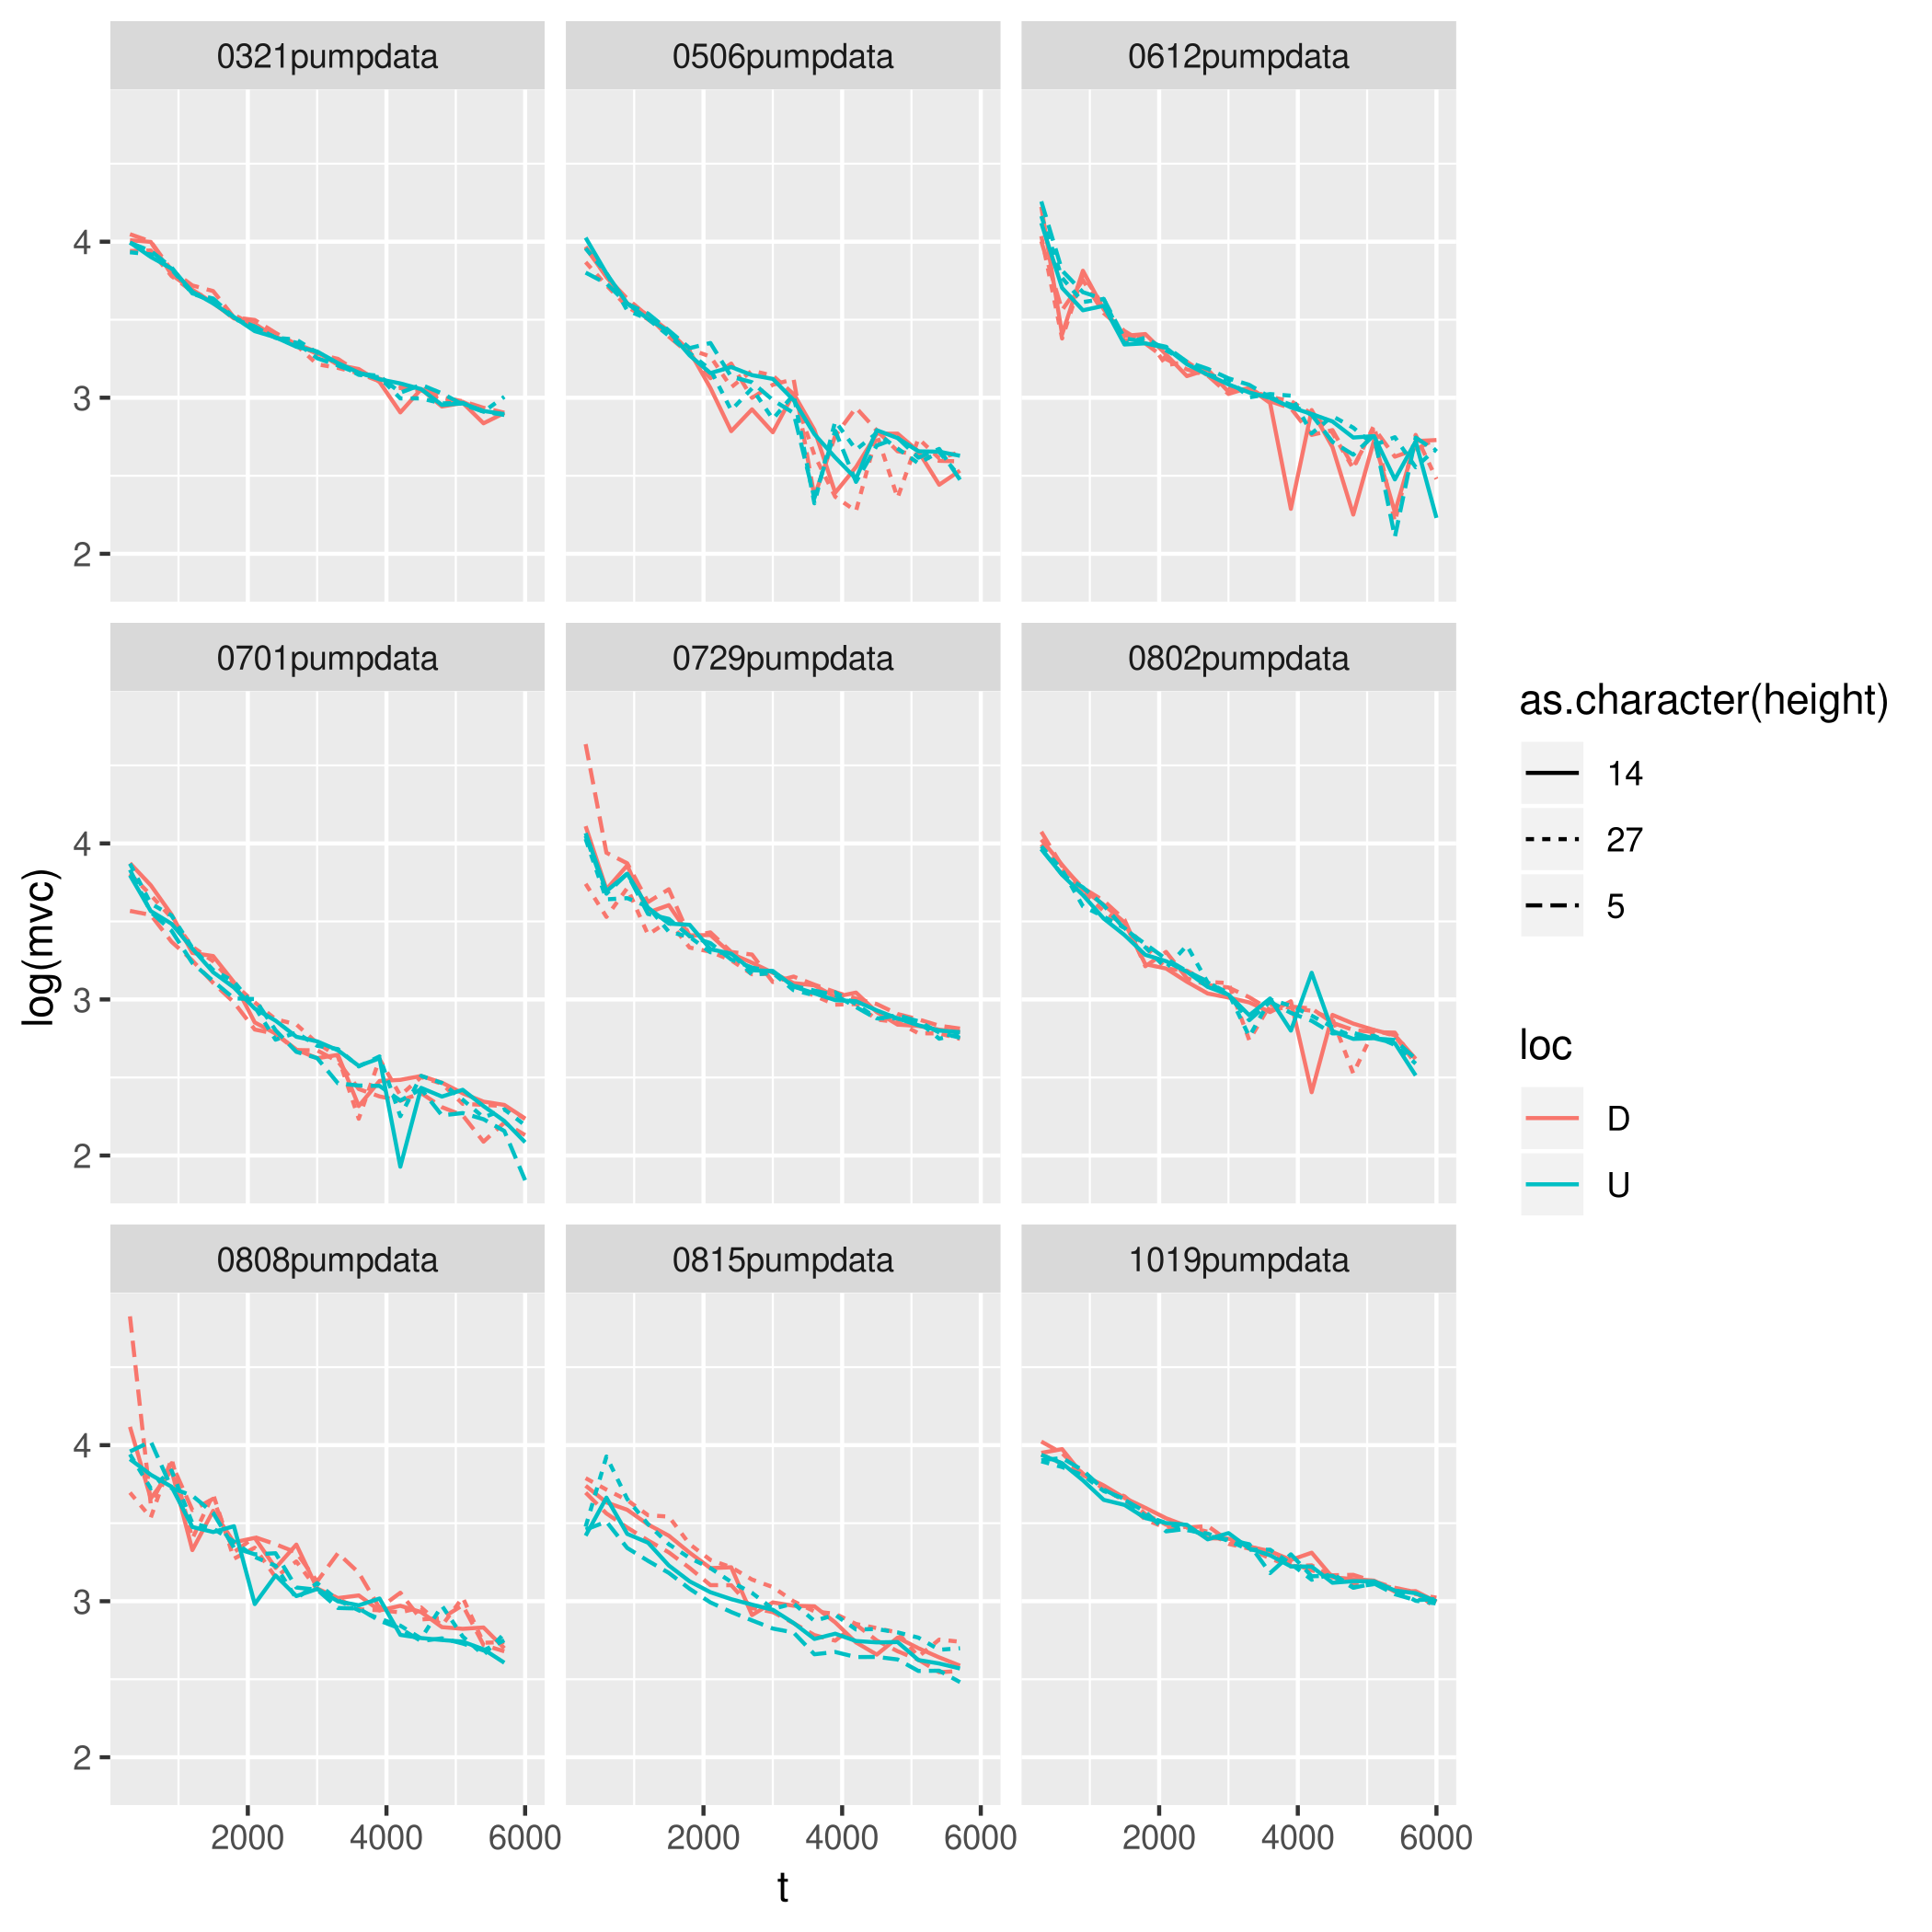 0321pumpdata 0506pumpdata 0612pumpdata
4
3
2
0701pumpdata 0729pumpdata 0802pumpdata
4
3
2
0808pumpdata 0815pumpdata 1019pumpdata
4
3
2
2000 4000 6000 2000 4000 6000 2000 4000 6000
t
log(mvc)
as.character(height)
14
27
5
loc
D
U